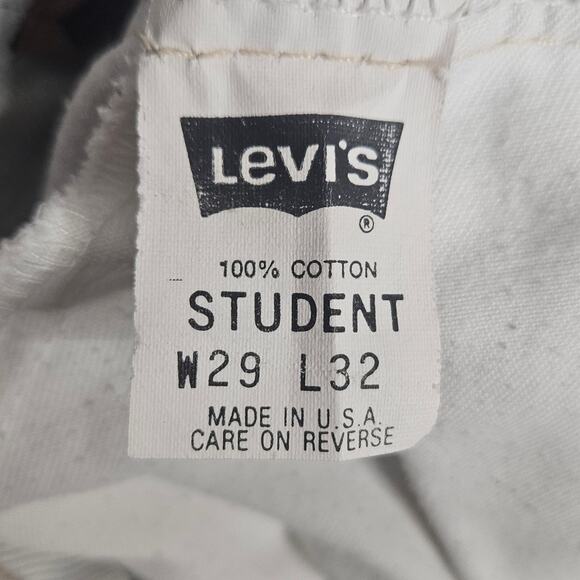 LEVI'S
®
100% COTTON
STUDENT
W29 L32
MADE IN U.S.A.
CARE ON REVERSE